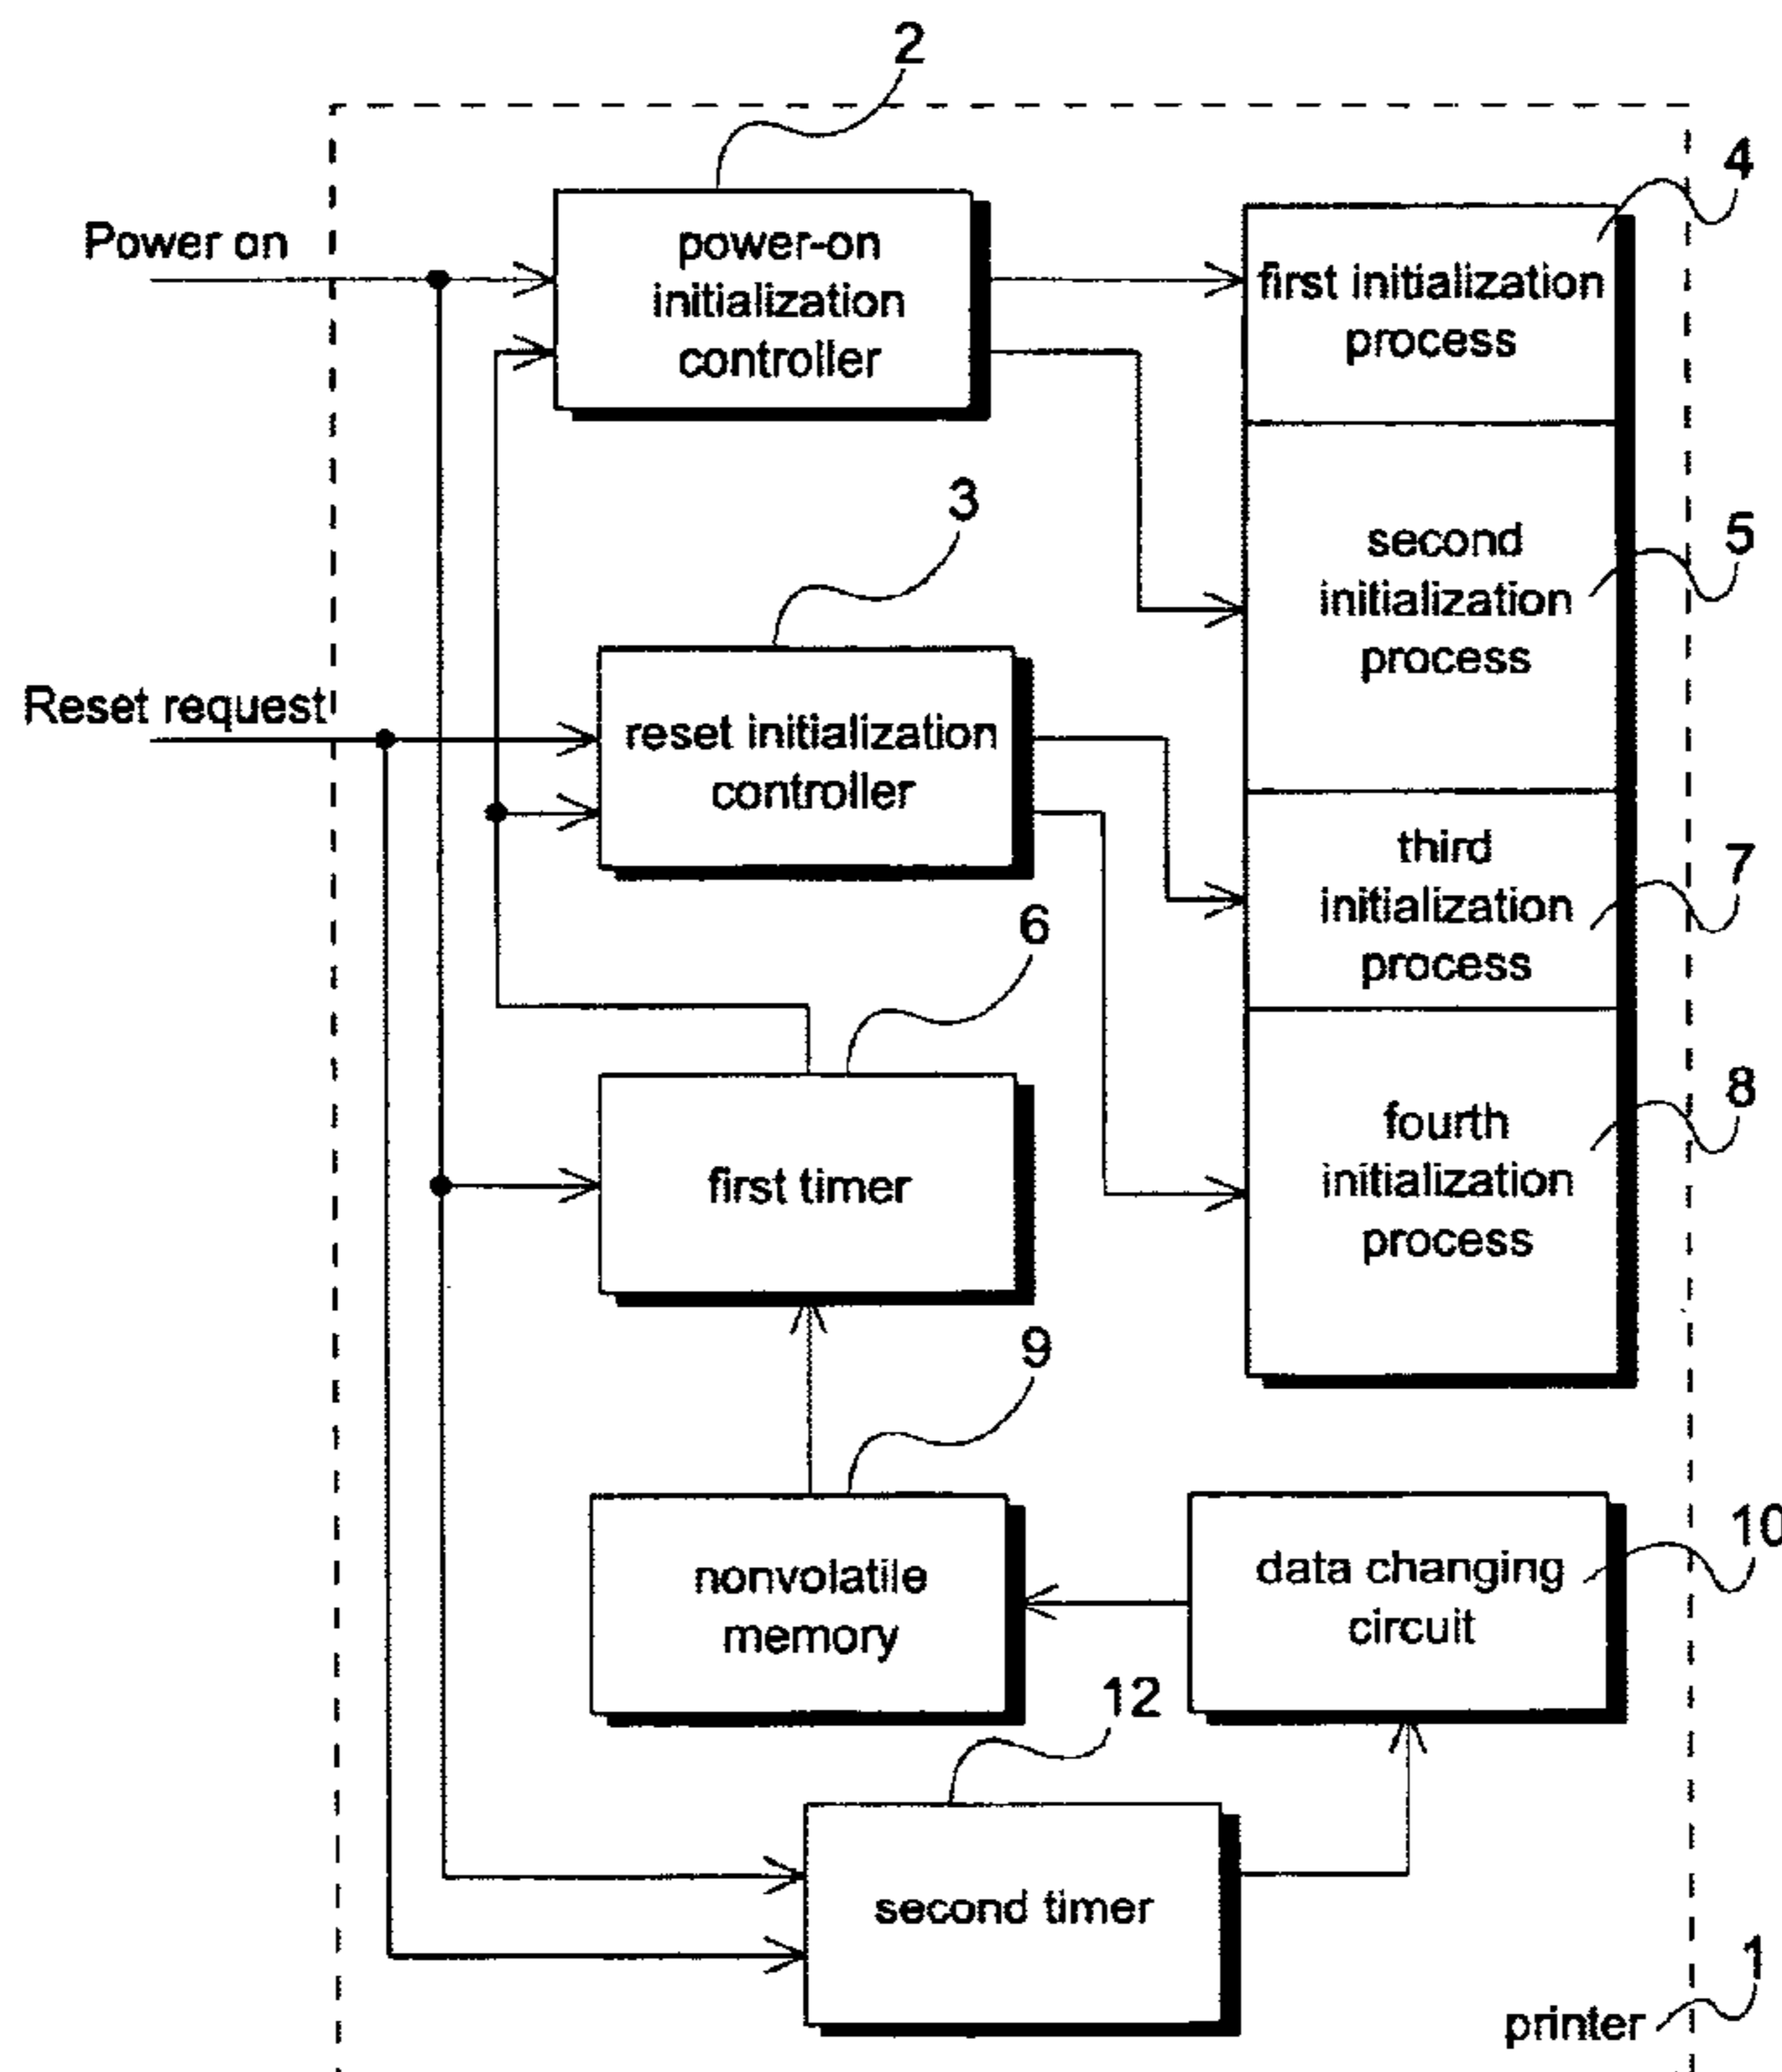 2
4
Power on
power-on
initialization
controller
first initialization
process
3
second
initialization
process
5
Reset request
reset initialization
controller
third
initialization
process
7
6
first timer
fourth
initialization
process
8
9
nonvolatile
memory
data changing
circuit
10
12
second timer
printer
1